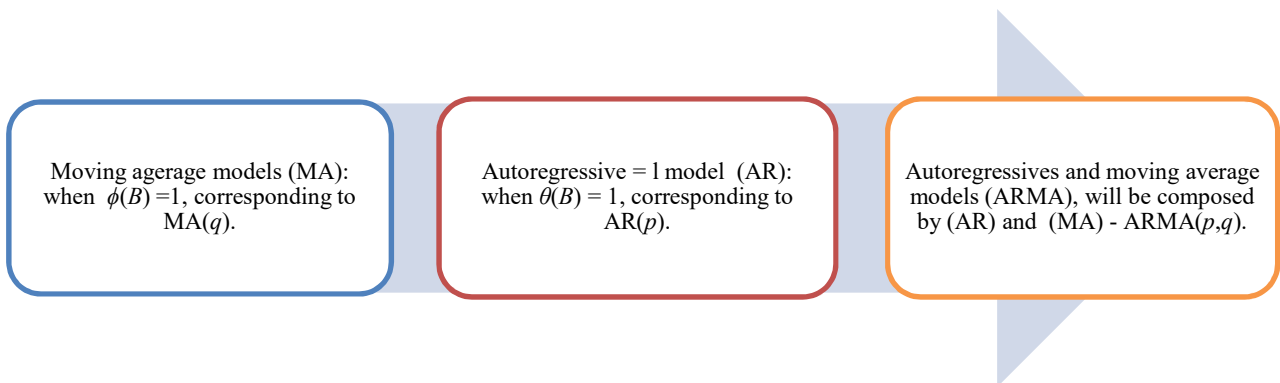 Moving agerage models (MA):
when ϕ(B) =1, corresponding to
MA(q).
Autoregressive = l model (AR):
when θ(B) = 1, corresponding to
AR(p).
Autoregressives and moving average
models (ARMA), will be composed
by (AR) and (MA) - ARMA(p,q).